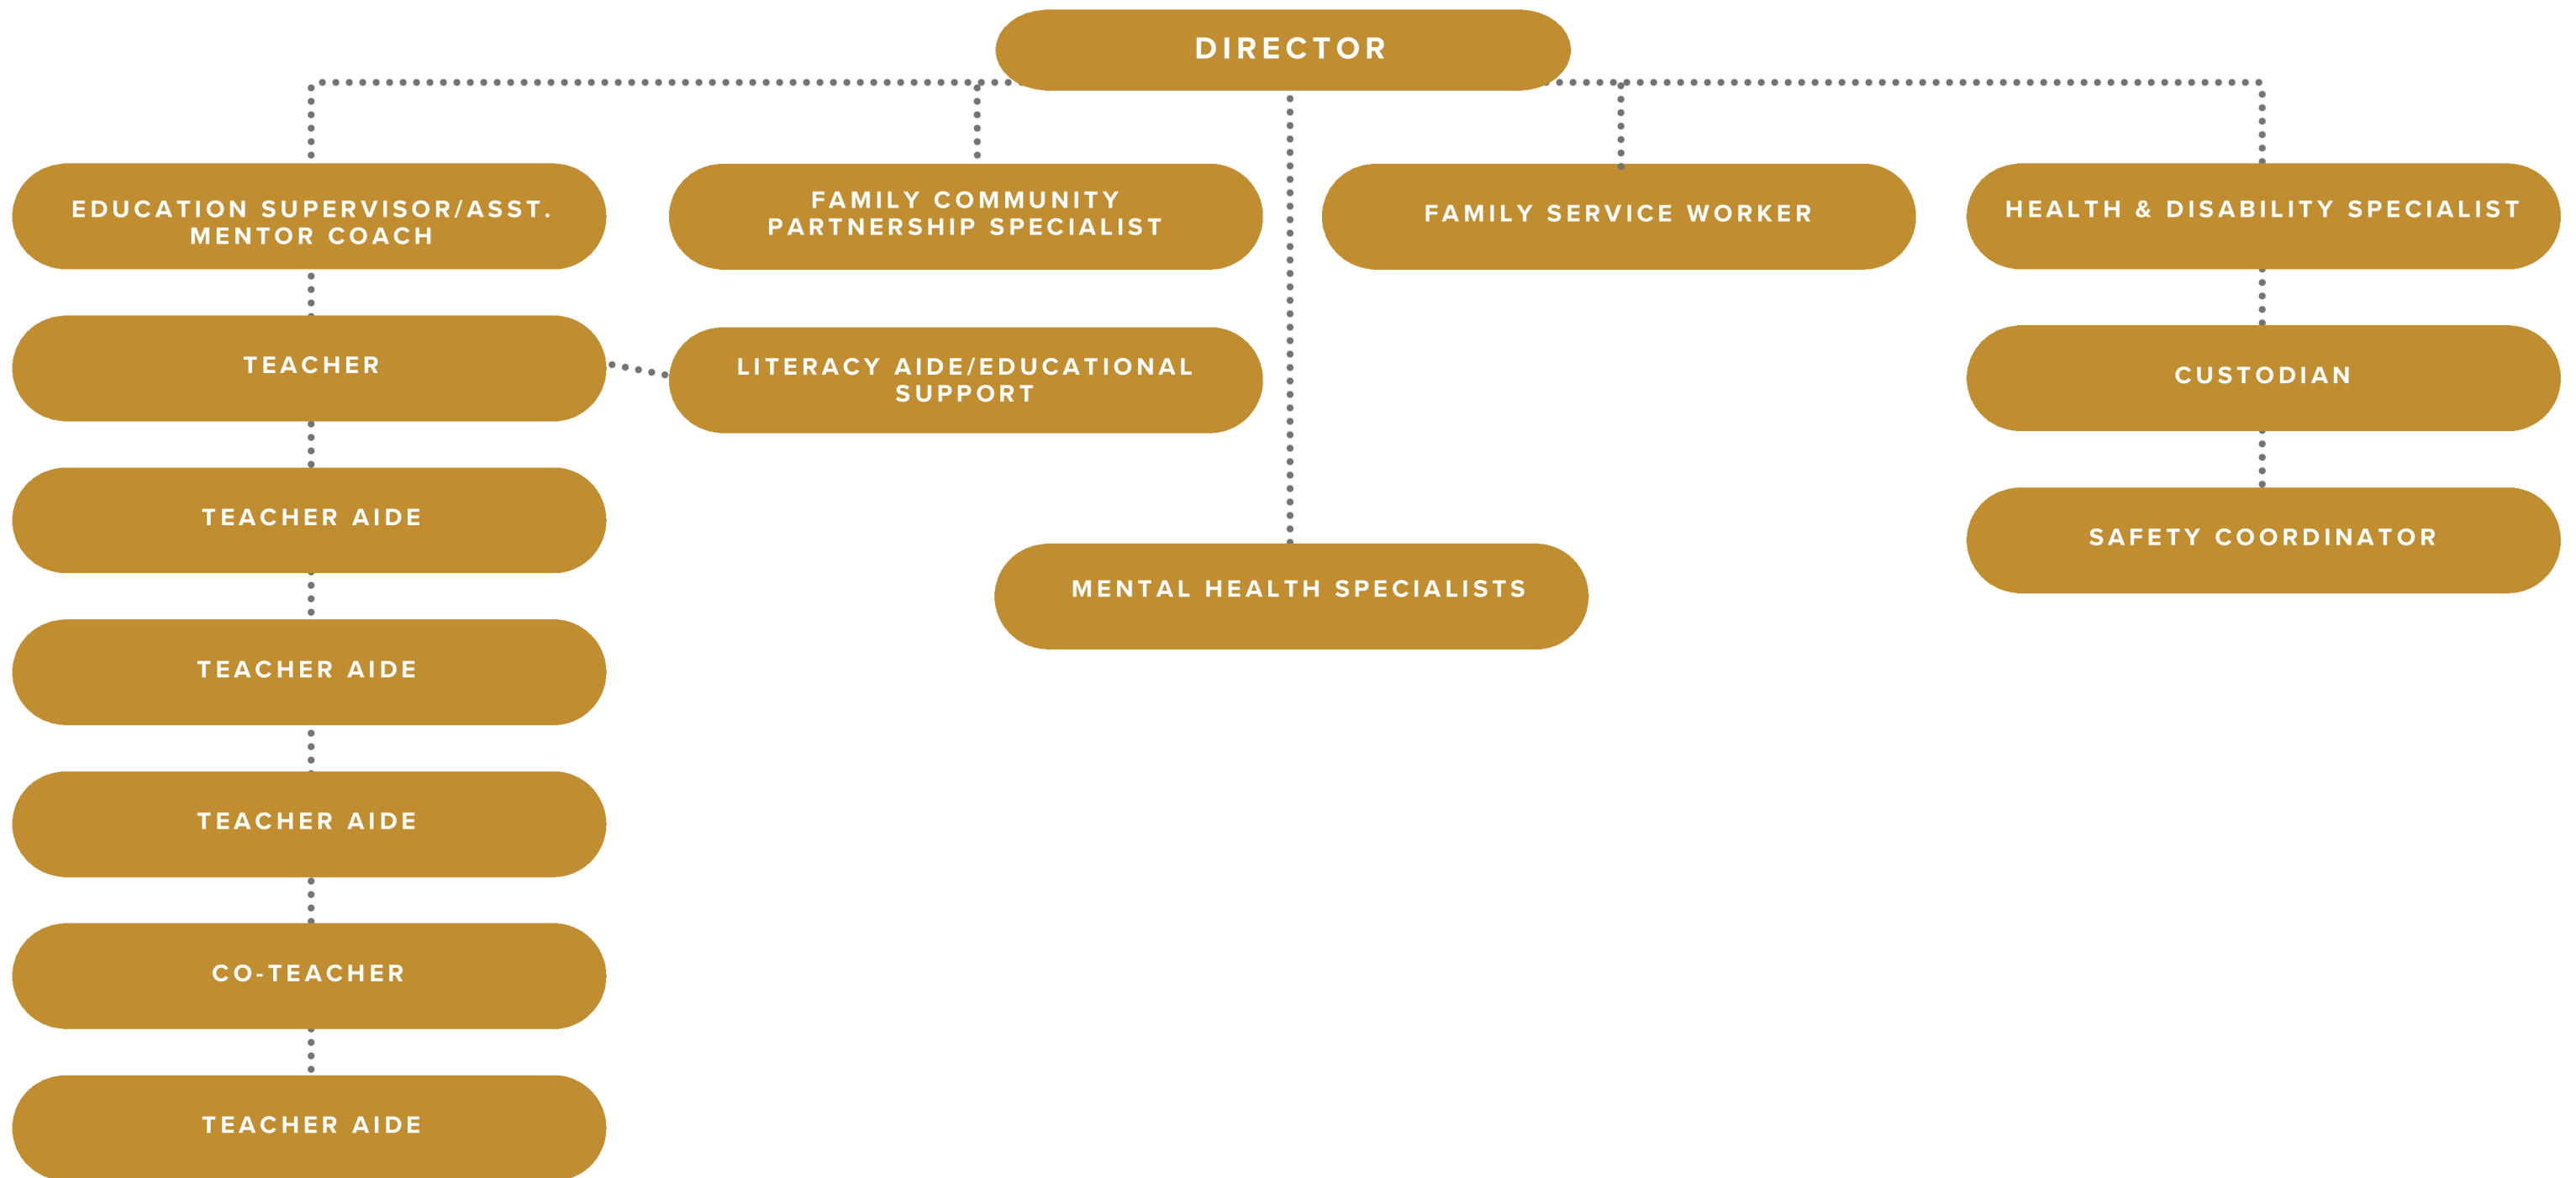 DIRECTOR
EDUCATION SUPERVISOR/ASST.
MENTOR COACH
FAMILY COMMUNITY
PARTNERSHIP SPECIALIST
FAMILY SERVICE WORKER
HEALTH & DISABILITY SPECIALIST
TEACHER
LITERACY AIDE/EDUCATIONAL
SUPPORT
CUSTODIAN
TEACHER AIDE
SAFETY COORDINATOR
MENTAL HEALTH SPECIALISTS
TEACHER AIDE
TEACHER AIDE
CO-TEACHER
TEACHER AIDE